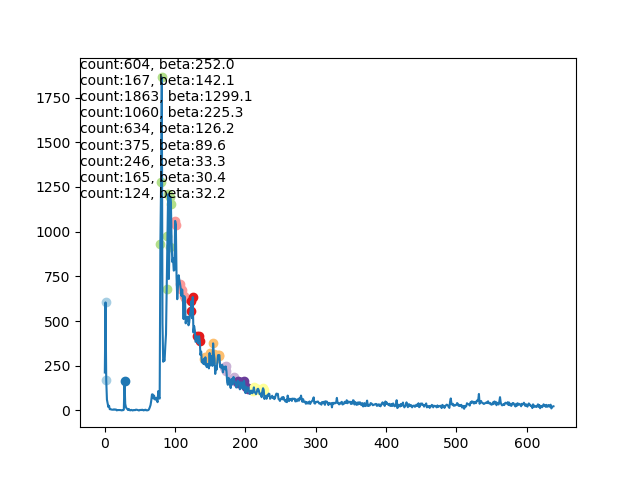 count:604, beta:252.0
count:167, beta:142.1
count:1863, beta:1299.1
count:1060, beta:225.3
count:634, beta:126.2
count:375, beta:89.6
count:246, beta:33.3
count:165, beta:30.4
count:124, beta:32.2
1750
1500
1250
1000
750
500
250
0
0 100 200 300 400 500 600